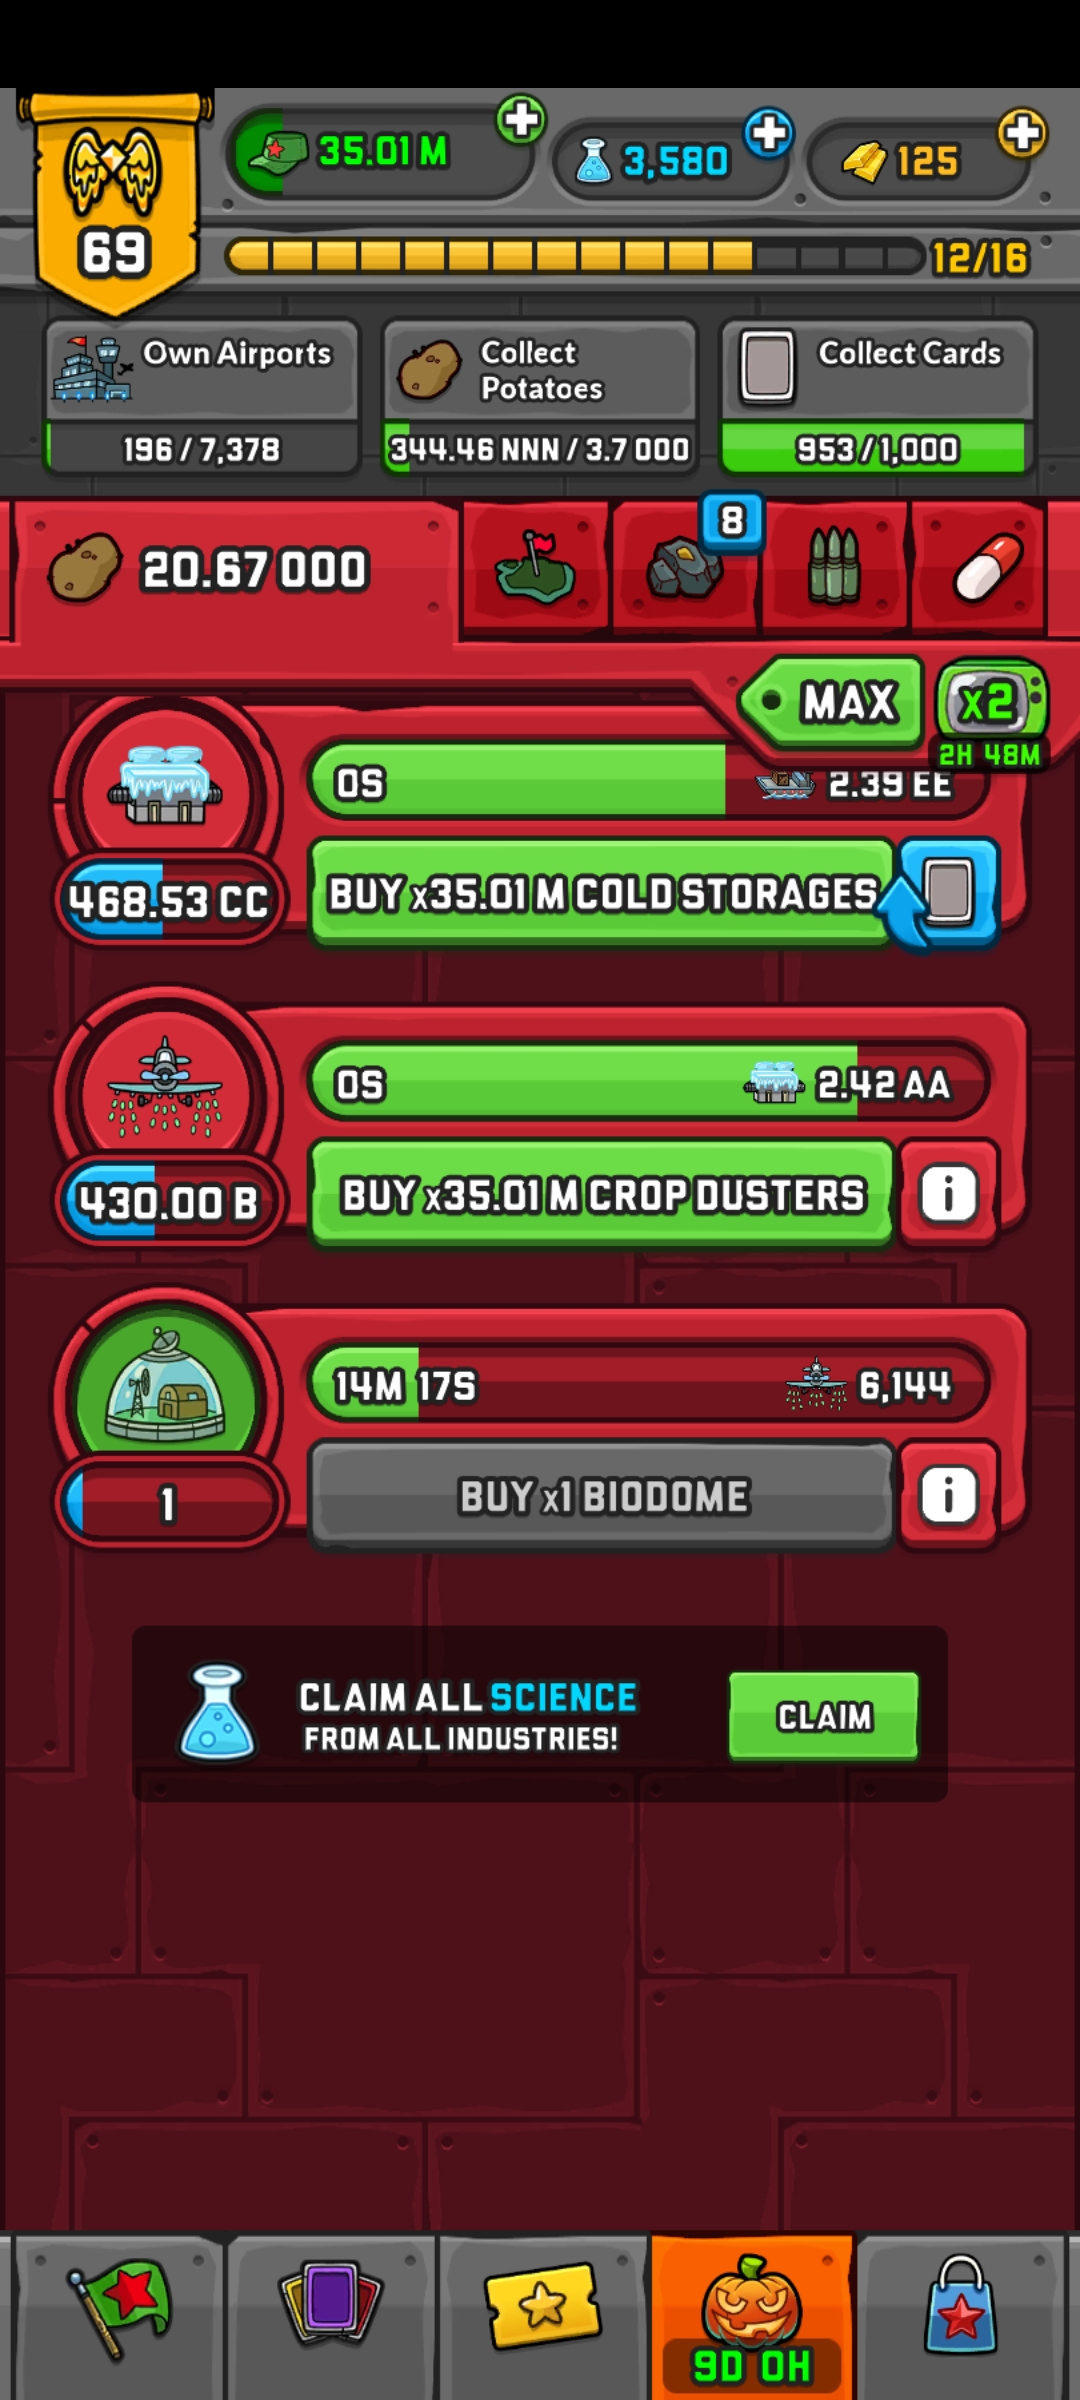 69
35.01 M
3,580
125
12/16
Own Airports
196 / 7,378
Collect
Potatoes
344.46 NNN / 3.7 OOO
Collect Cards
953 / 1,000
20.67 OOO
8
MAX
x2
2H 48M
0S
2.39 EE
468.53 CC
BUY x35.01 M COLD STORAGES
0S
2.42 AA
430.00 B
BUY x35.01 M CROP DUSTERS
i
14M 17S
6,144
1
BUY x1 BIODOME
i
CLAIM ALL SCIENCE
FROM ALL INDUSTRIES!
CLAIM
9D 0H